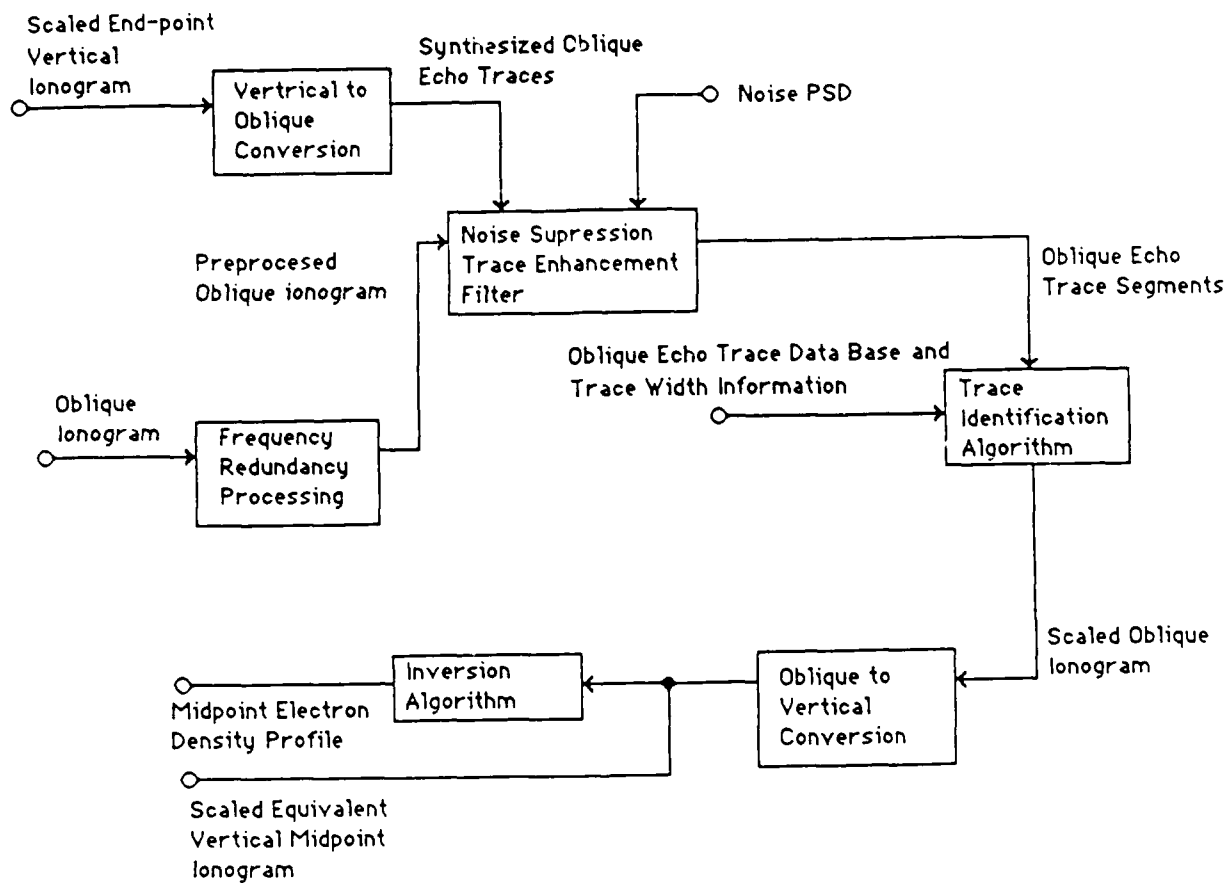 Scaled End-point
Vertical
Ionogram
Vertrical to
Oblique
Conversion
Synthesized Oblique
Echo Traces
Noise PSD
Noise Supression
Trace Enhancement
Filter
Preprocesed
Oblique ionogram
Oblique Echo
Trace Segments
Oblique Echo Trace Data Base and
Trace Width Information
Trace
Identification
Algorithm
Oblique
Ionogram
Frequency
Redundancy
Processing
Scaled Oblique
Ionogram
Oblique to
Vertical
Conversion
Inversion
Algorithm
Midpoint Electron
Density Profile
Scaled Equivalent
Vertical Midpoint
Ionogram